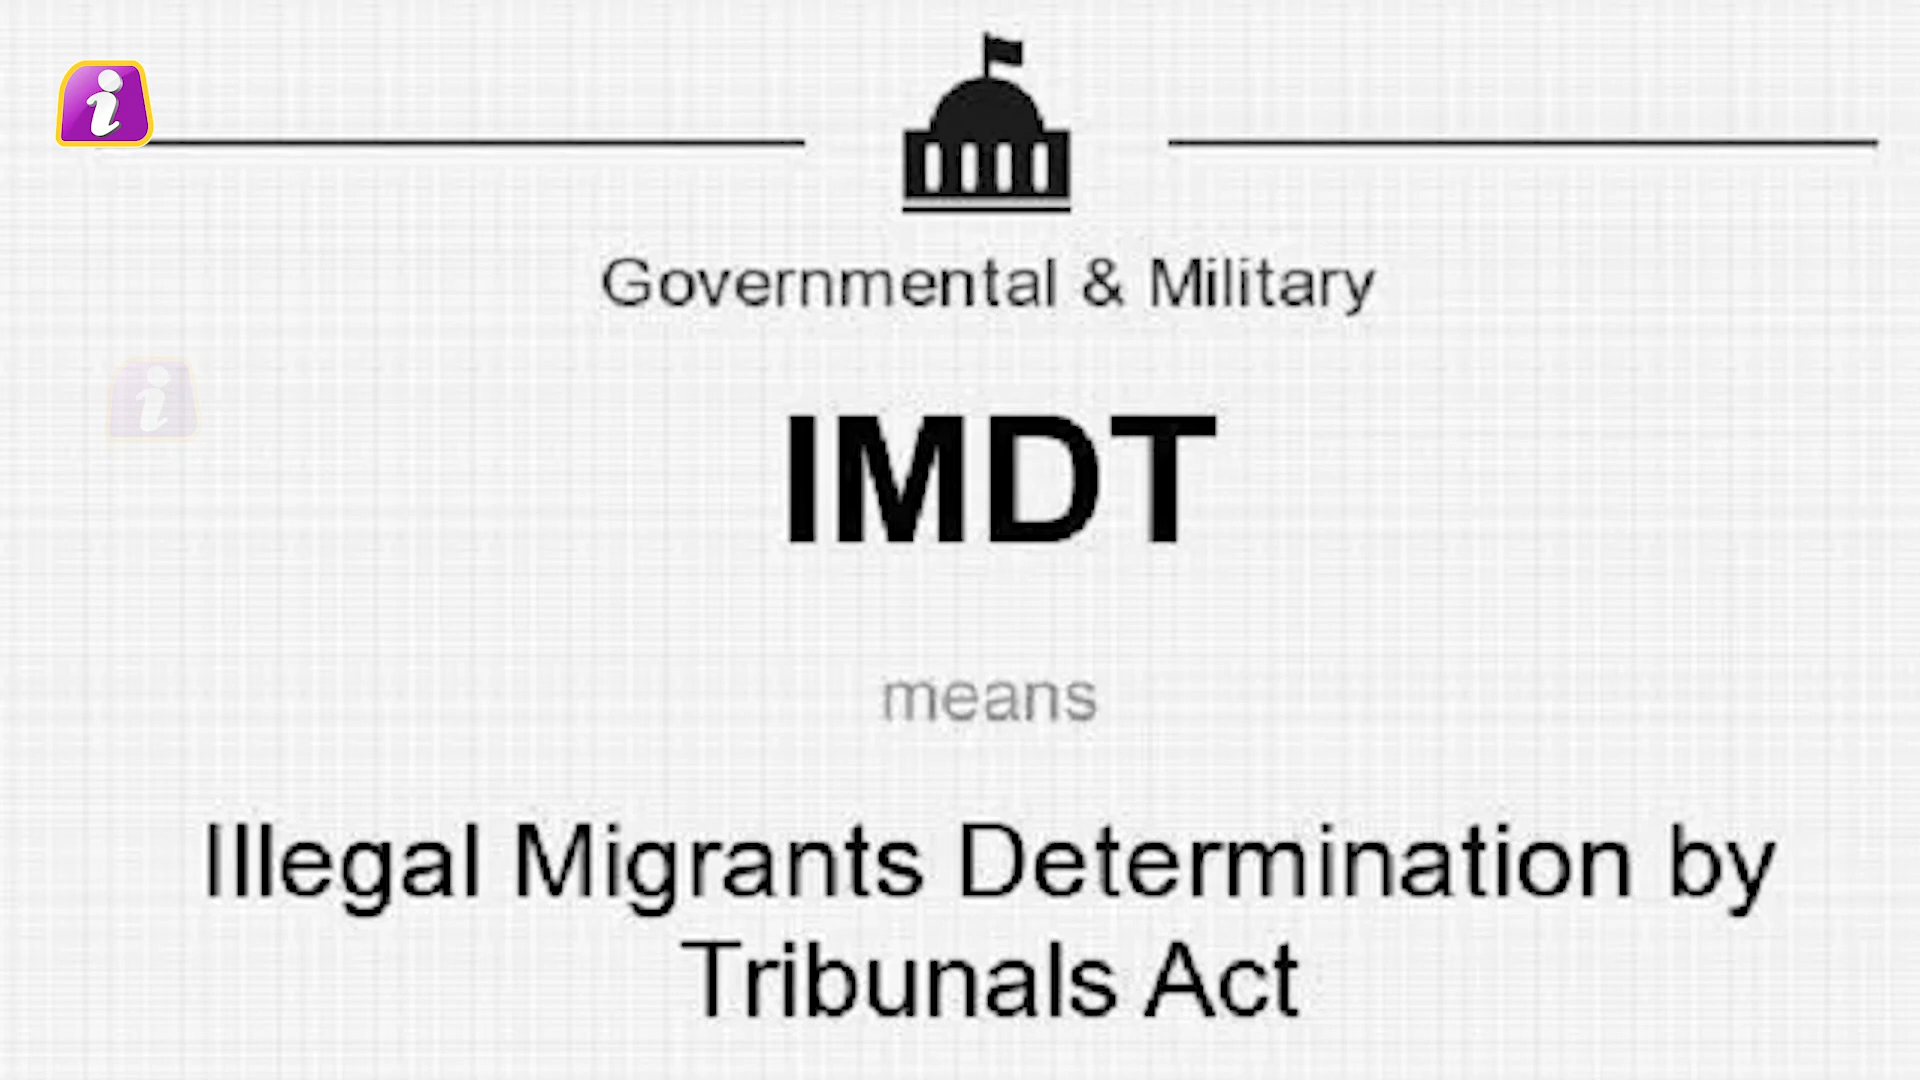 Governmental & Military
IMDT
means
Illegal Migrants Determination by
Tribunals Act